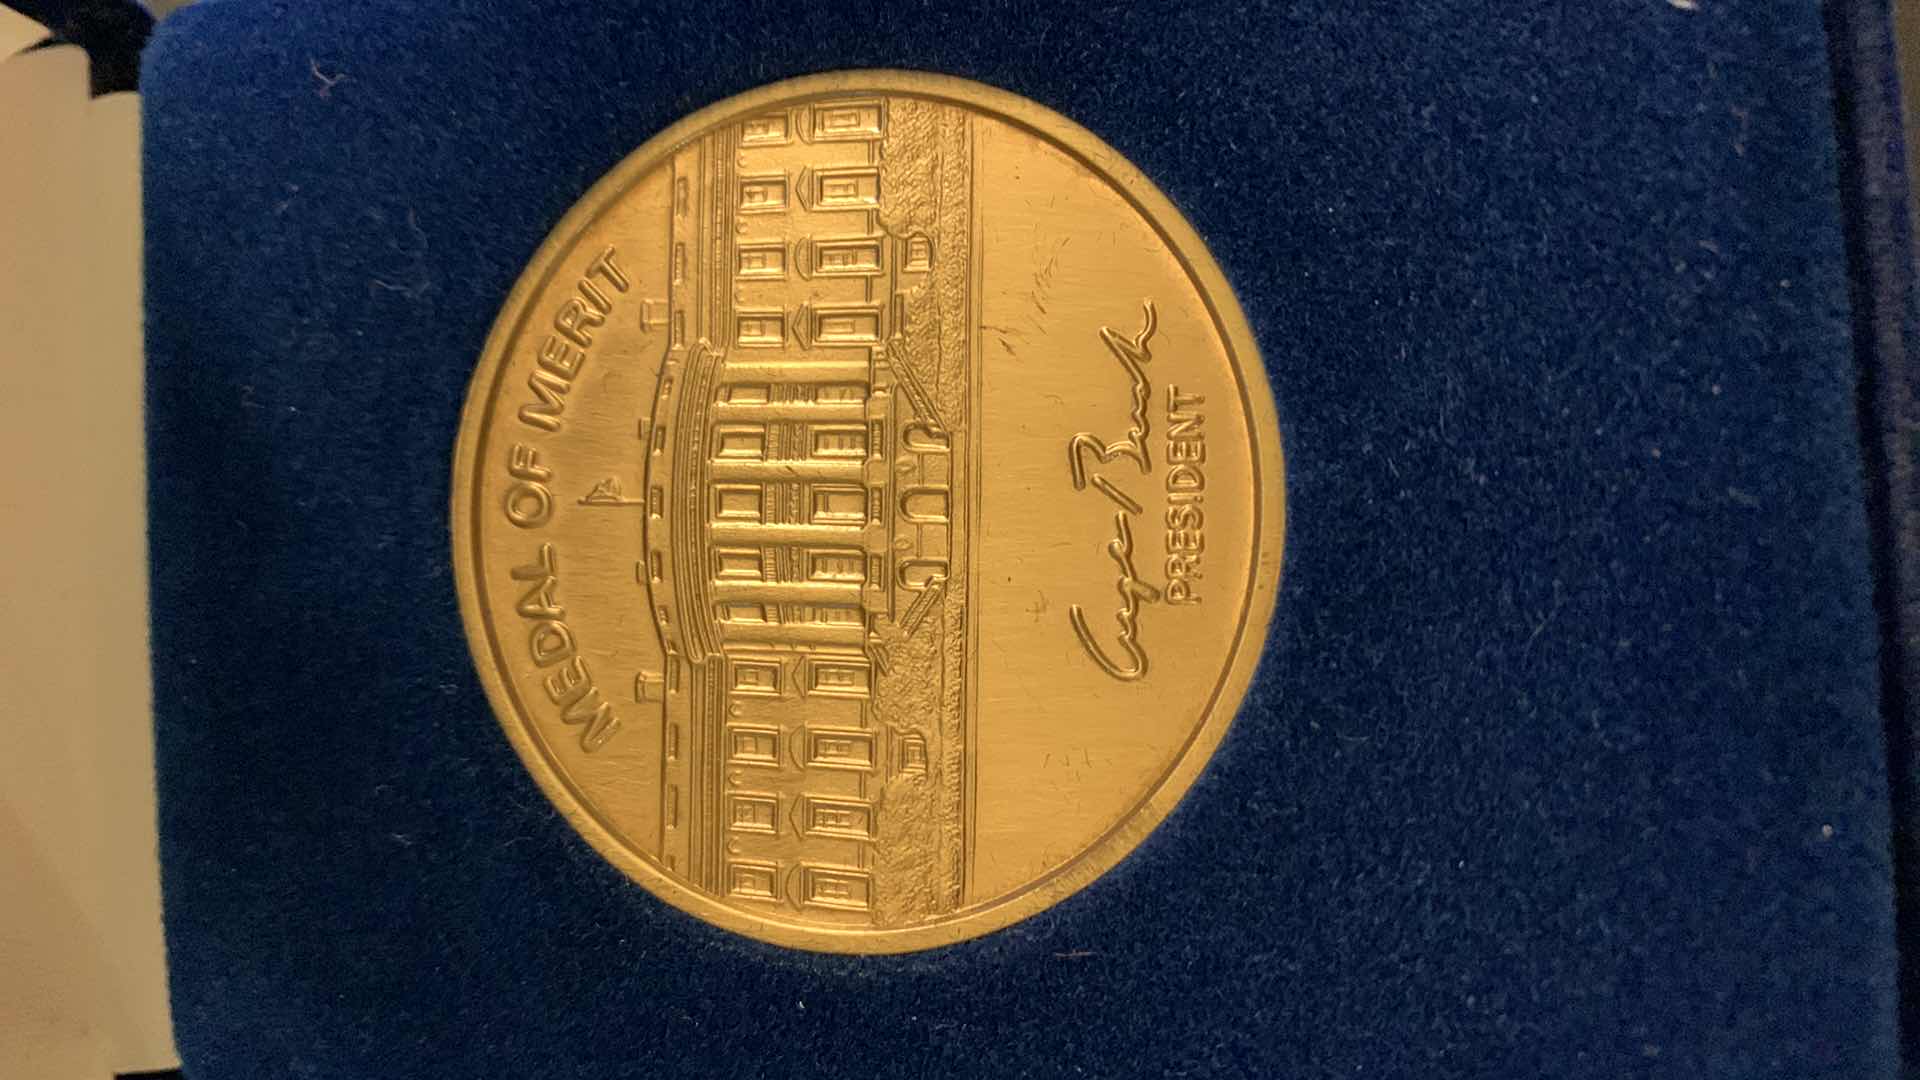 MEDAL OF MERIT
George Bush
PRESIDENT